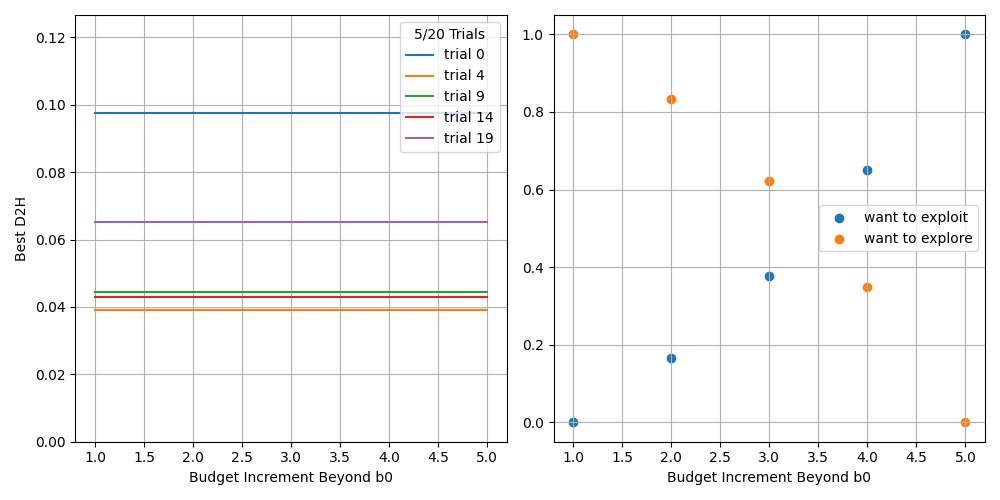 0.12
0.10
0.08
0.06
0.04
0.02
0.00
Best D2H
1.0 1.5 2.0 2.5 3.0 3.5 4.0 4.5 5.0
Budget Increment Beyond b0
5/20 Trials
trial 0
trial 4
trial 9
trial 14
trial 19
1.0
0.8
0.6
0.4
0.2
0.0
1.0 1.5 2.0 2.5 3.0 3.5 4.0 4.5 5.0
Budget Increment Beyond b0
want to exploit
want to explore